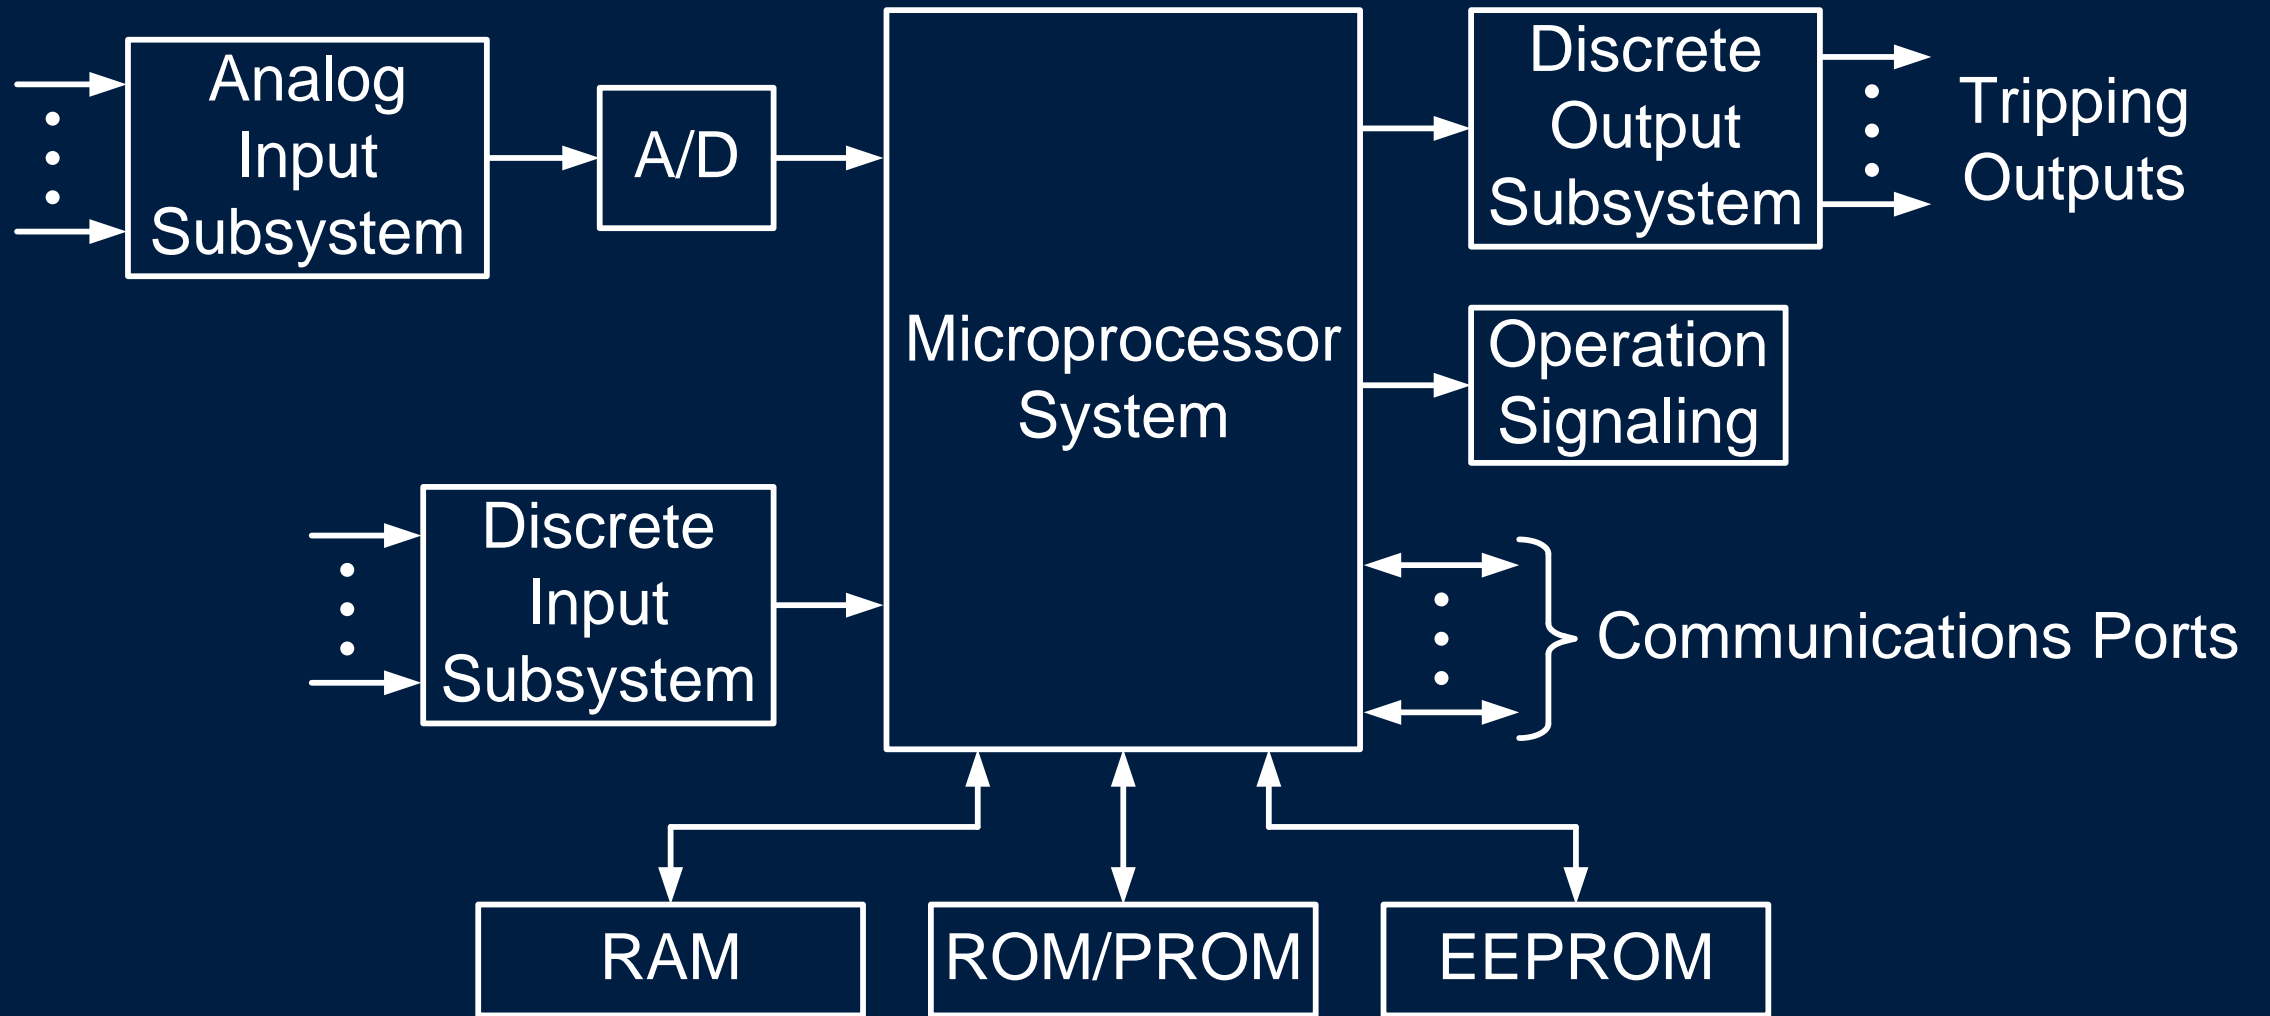 Analog
Input
Subsystem
A/D
Microprocessor
System
Discrete
Output
Subsystem
Tripping
Outputs
Operation
Signaling
Discrete
Input
Subsystem
Communications Ports
RAM
ROM/PROM
EEPROM